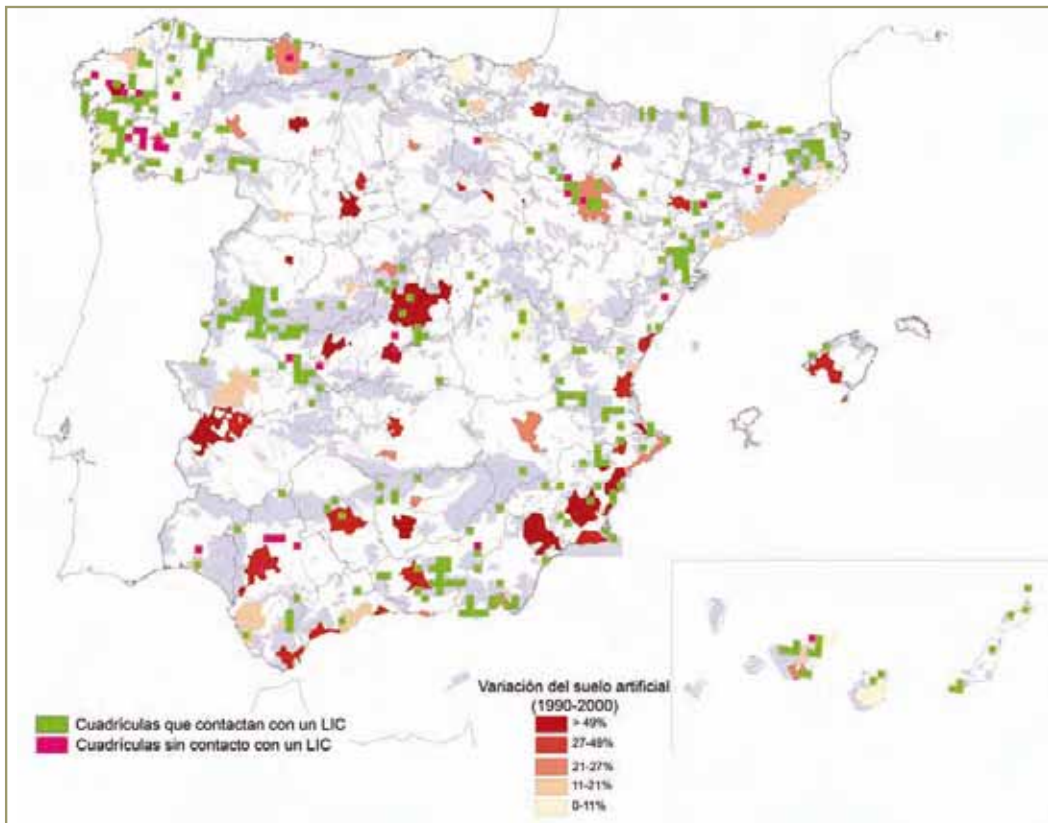 Variación del suelo artificial
(1990-2000)
Cuadrículas que contactan con un LIC
Cuadrículas sin contacto con un LIC
> 49%
27-49%
21-27%
11-21%
0-11%